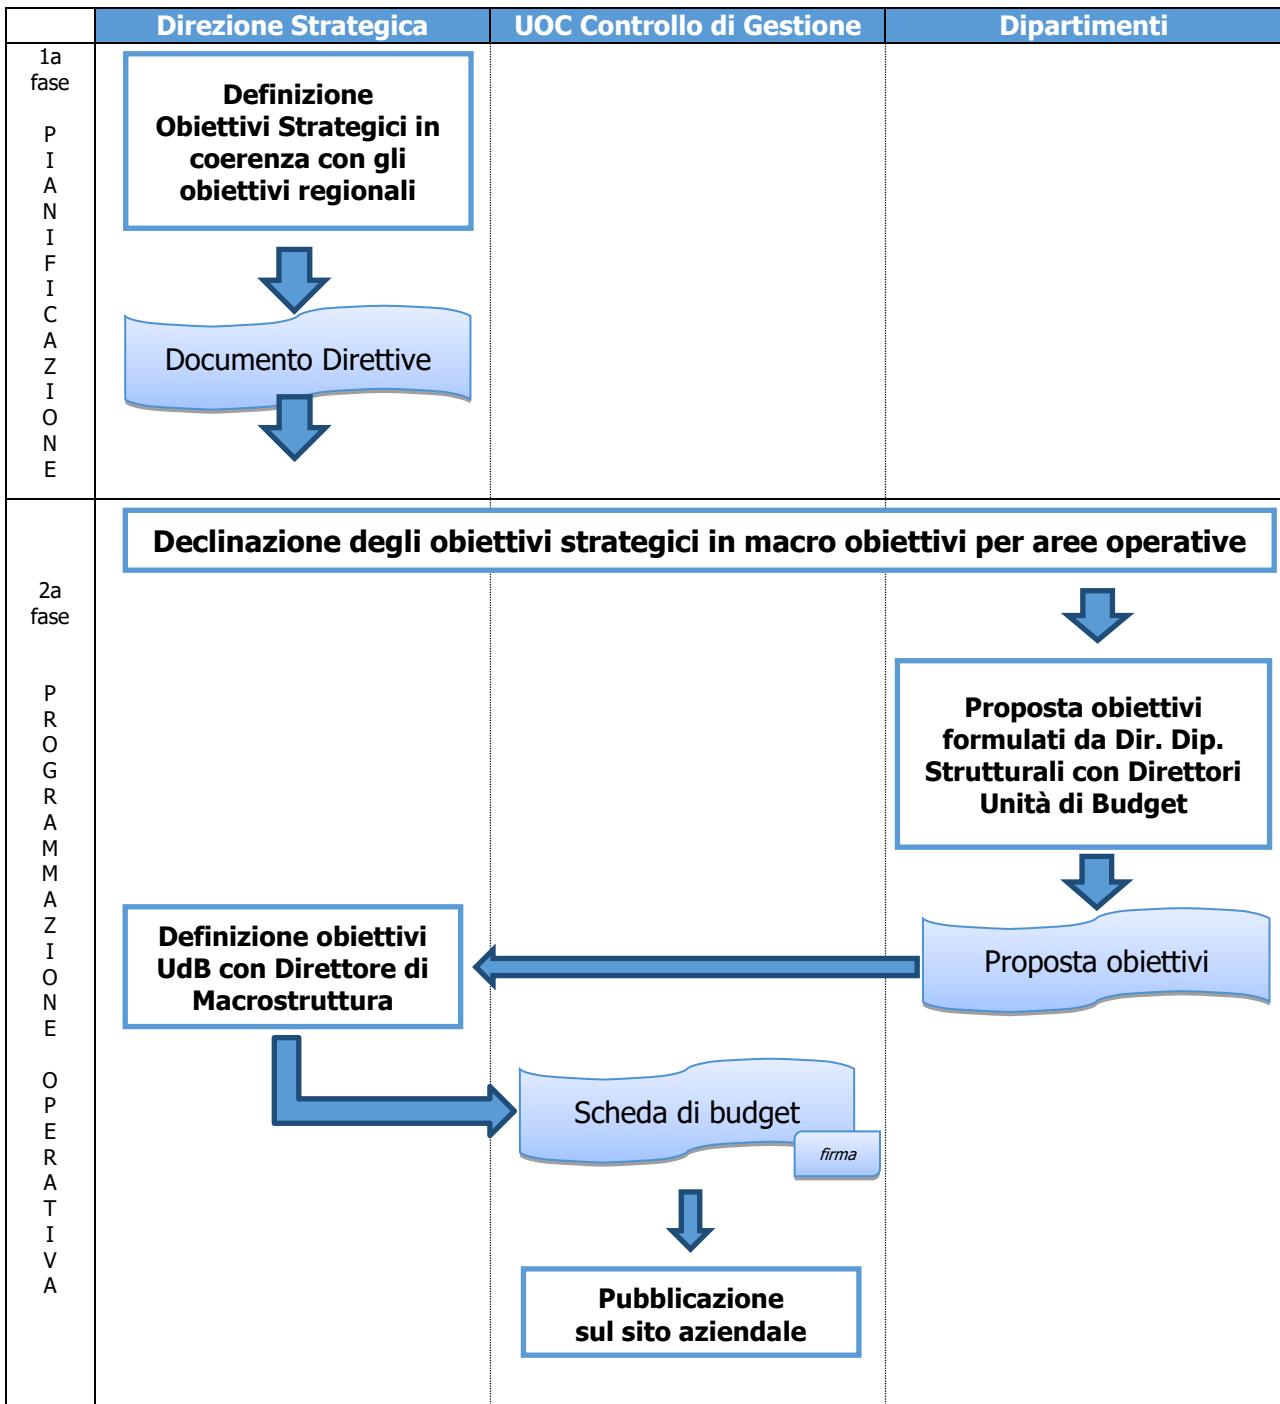 Direzione Strategica
UOC Controllo di Gestione
Dipartimenti
1a
fase
P
I
A
N
I
F
I
C
A
Z
I
O
N
E
Definizione
Obiettivi Strategici in
coerenza con gli
obiettivi regionali
Documento Direttive
2a
fase
P
R
O
G
R
A
M
M
A
Z
I
O
N
E
O
P
E
R
A
T
I
V
A
Declinazione degli obiettivi strategici in macro obiettivi per aree operative
Proposta obiettivi
formulati da Dir. Dip.
Strutturali con Direttori
Unità di Budget
Proposta obiettivi
Definizione obiettivi
UdB con Direttore di
Macrostruttura
Scheda di budget
firma
Pubblicazione
sul sito aziendale